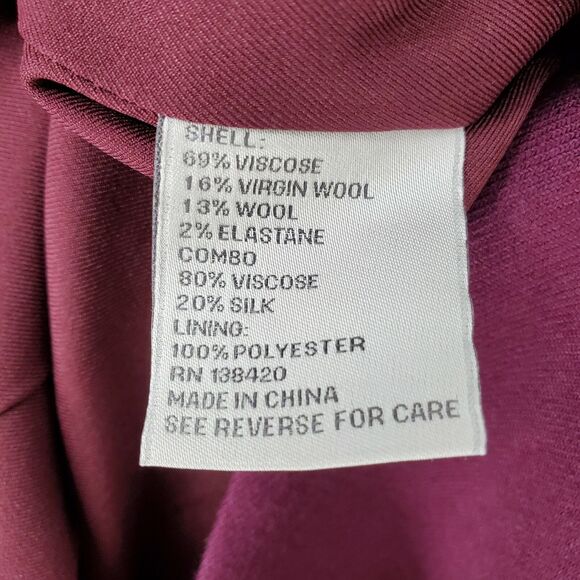 SHELL:
69% VISCOSE
16% VIRGIN WOOL
13% WOOL
2% ELASTANE
COMBO
80% VISCOSE
20% SILK
LINING:
100% POLYESTER
RN 138420
MADE IN CHINA
SEE REVERSE FOR CARE